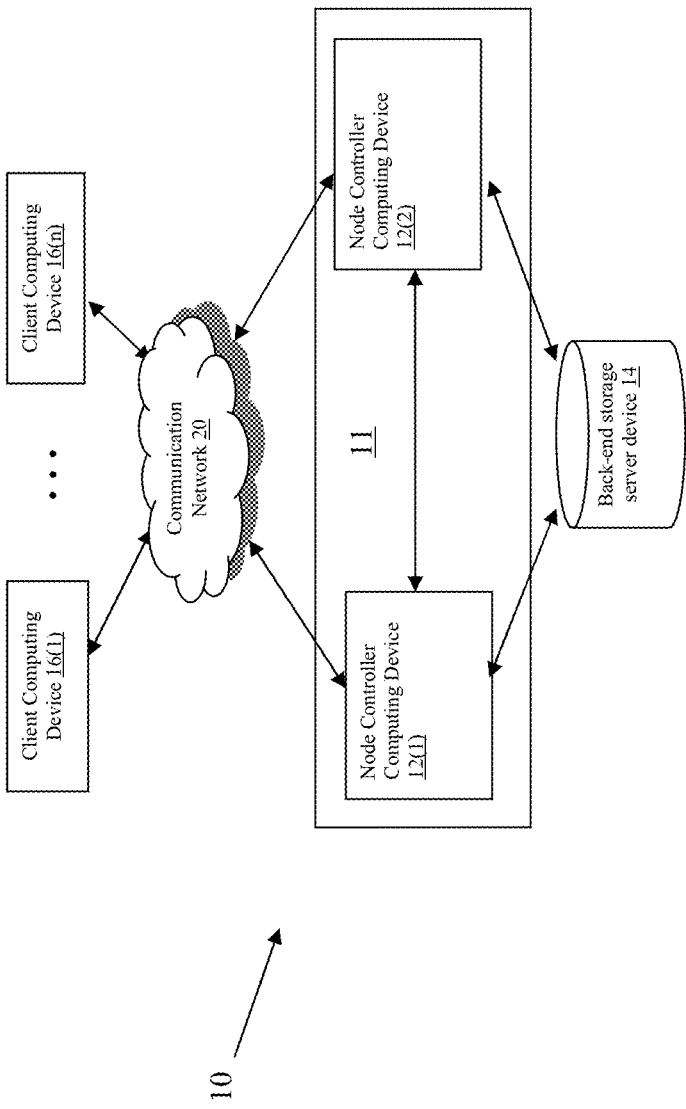 Client Computing
Device 16(1)
• • •
Client Computing
Device 16(n)
Communication
Network 20
Node Controller
Computing Device
12(1)
11
Node Controller
Computing Device
12(2)
Back-end storage
server device 14
10